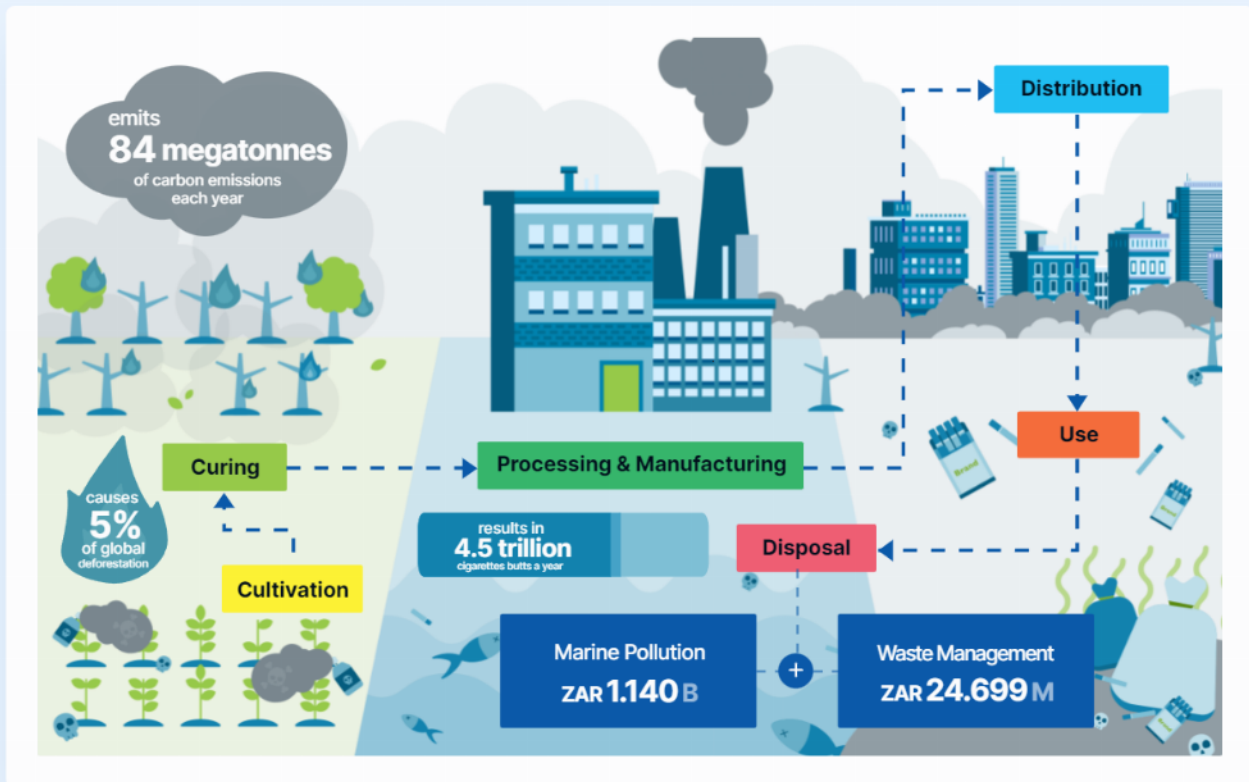 emits
84 megatonnes
of carbon emissions
each year
Distribution
Use
Brand
Curing
Processing & Manufacturing
causes
5%
of global
deforestation
results in
4.5 trillion
cigarettes butts a year
Disposal
Cultivation
Marine Pollution
ZAR 1.140 B
+
Waste Management
ZAR 24.699 M